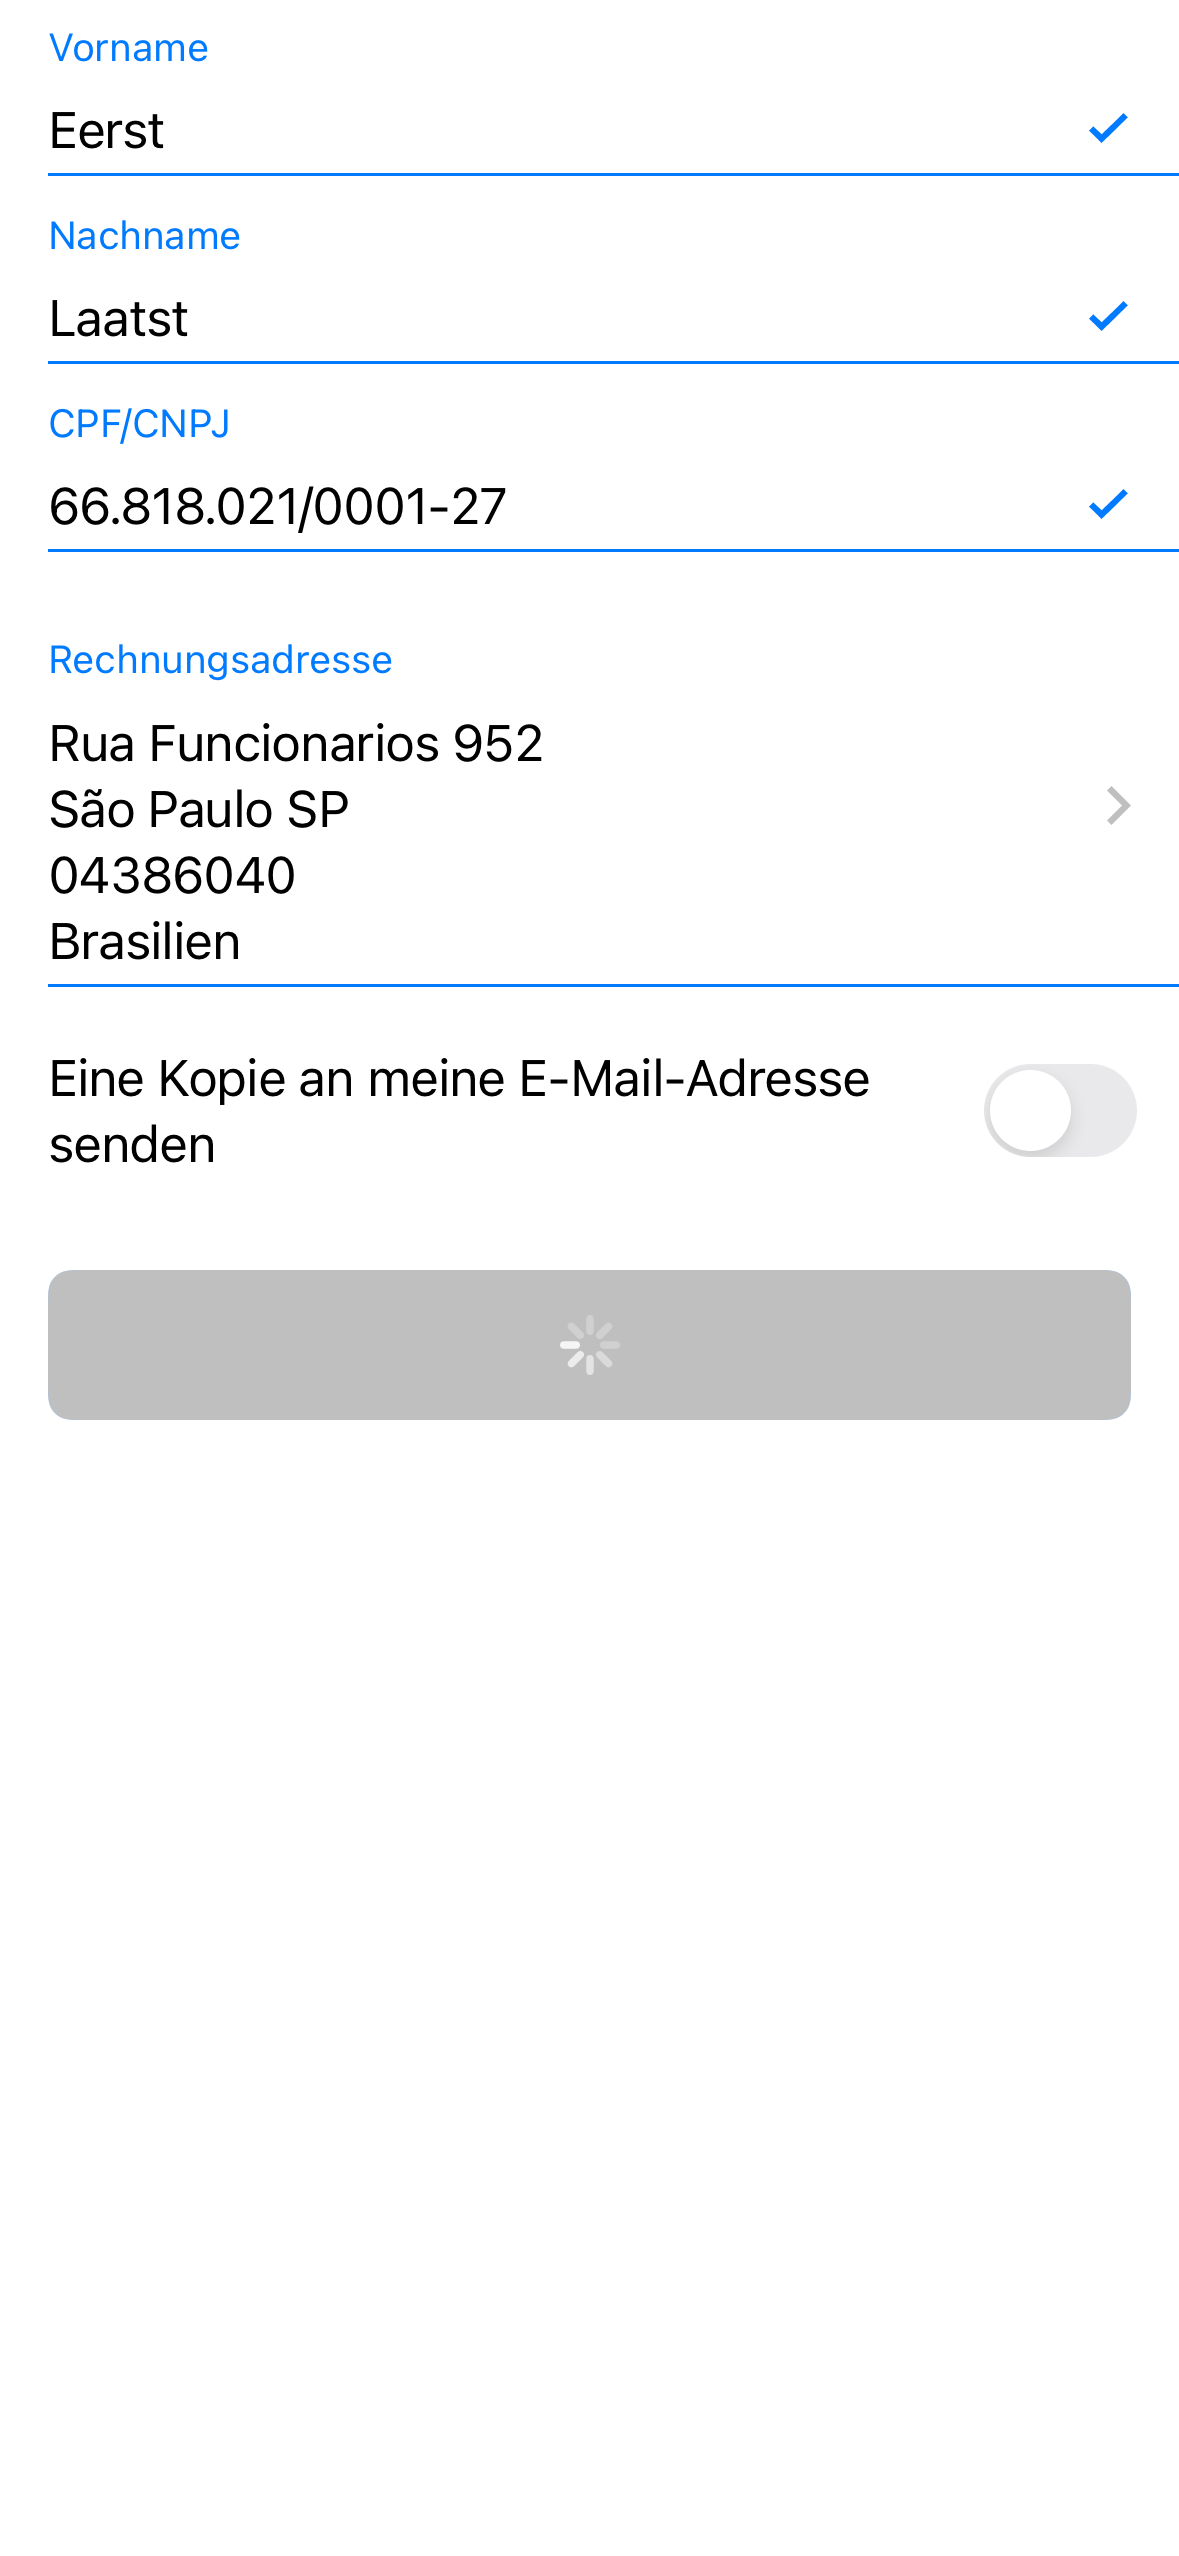 Vorname
Eerst
Nachname
Laatst
CPF/CNPJ
66.818.021/0001-27
Rechnungsadresse
Rua Funcionarios 952
São Paulo SP
04386040
Brasilien
Eine Kopie an meine E-Mail-Adresse
senden